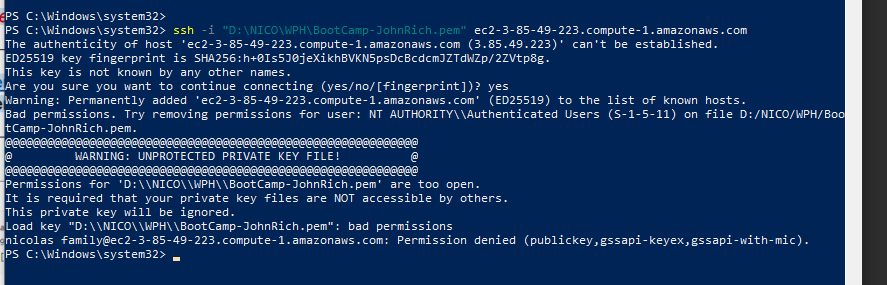 PS C:\Windows\system32>
PS C:\Windows\system32> ssh -i "D:\NICO\WPH\BootCamp-JohnRich.pem" ec2-3-85-49-223.compute-1.amazonaws.com
The authenticity of host 'ec2-3-85-49-223.compute-1.amazonaws.com (3.85.49.223)' can't be established.
ED25519 key fingerprint is SHA256:h+0Is5J0jeXikhBVKN5psDcBcdcmJZTdWZp/2ZVtp8g.
This key is not known by any other names.
Are you sure you want to continue connecting (yes/no/[fingerprint])? yes
Warning: Permanently added 'ec2-3-85-49-223.compute-1.amazonaws.com' (ED25519) to the list of known hosts.
Bad permissions. Try removing permissions for user: NT AUTHORITY\\Authenticated Users (S-1-5-11) on file D:/NICO/WPH/Boo
tCamp-JohnRich.pem.
@@@@@@@@@@@@@@@@@@@@@@@@@@@@@@@@@@@@@@@@@@@@@@@@@@@@@@@@@@@
@         WARNING: UNPROTECTED PRIVATE KEY FILE!          @
@@@@@@@@@@@@@@@@@@@@@@@@@@@@@@@@@@@@@@@@@@@@@@@@@@@@@@@@@@@
Permissions for 'D:\\NICO\\WPH\\BootCamp-JohnRich.pem' are too open.
It is required that your private key files are NOT accessible by others.
This private key will be ignored.
Load key "D:\\NICO\\WPH\\BootCamp-JohnRich.pem": bad permissions
nicolas family@ec2-3-85-49-223.compute-1.amazonaws.com: Permission denied (publickey,gssapi-keyex,gssapi-with-mic).
PS C:\Windows\system32>